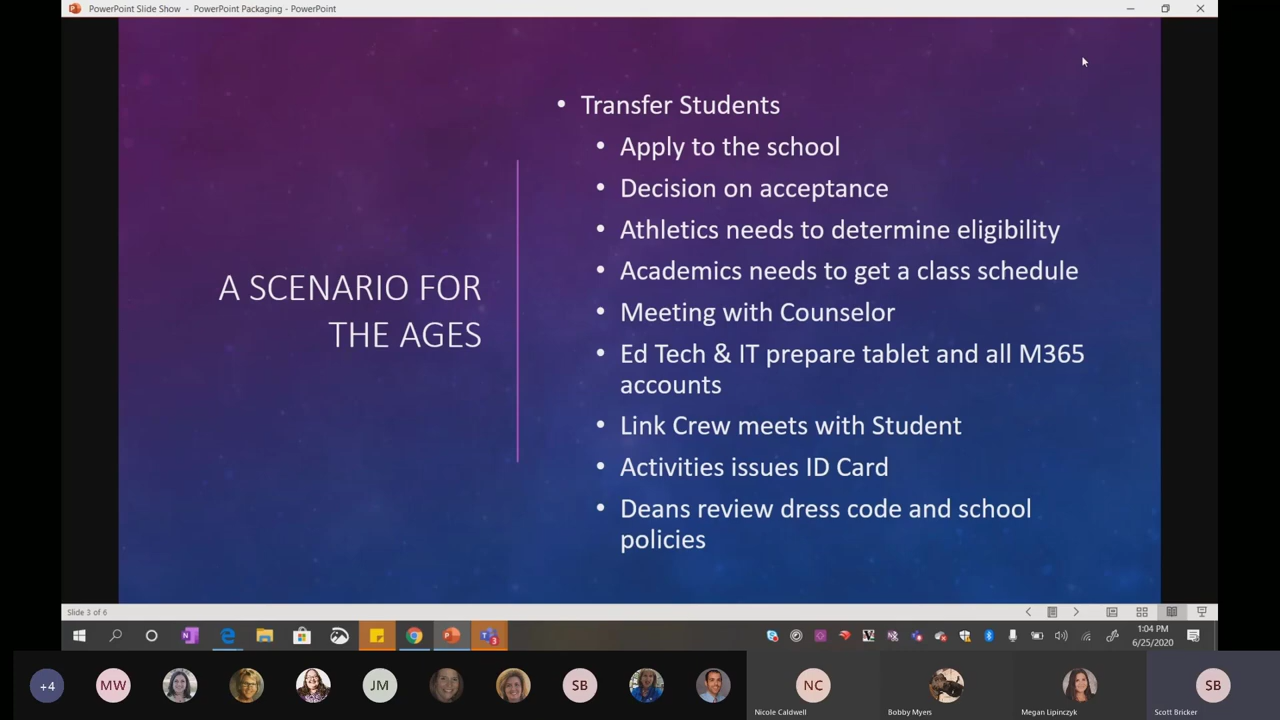 PowerPoint Slide Show - PowerPoint Packaging - PowerPoint
A SCENARIO FOR
THE AGES
• Transfer Students
• Apply to the school
• Decision on acceptance
• Athletics needs to determine eligibility
• Academics needs to get a class schedule
• Meeting with Counselor
• Ed Tech & IT prepare tablet and all M365
accounts
• Link Crew meets with Student
• Activities issues ID Card
• Deans review dress code and school
policies
Slide 3 of 6
1:04 PM
6/25/2020
+4
MW
JM
SB
NC
SB
Nicole Caldwell
Bobby Myers
Megan Lipinczyk
Scott Bricker